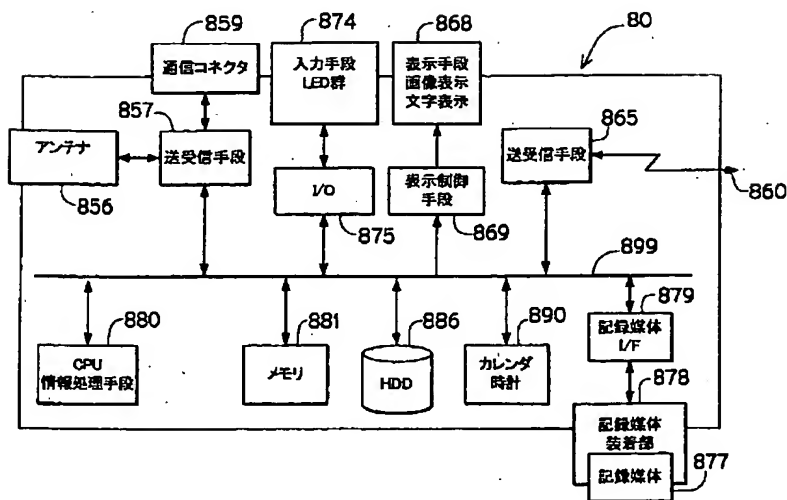 859
通信コネクタ
874
入力手段
LED群
868
表示手段
画像表示
文字表示
80
857
送受信手段
アンテナ
856
865
送受信手段
860
I/O
875
表示制御
手段
869
899
880
CPU
情報処理手段
881
メモリ
886
HDD
890
カレンダ
時計
879
記録媒体
I/F
878
記録媒体
装着部
記録媒体
877